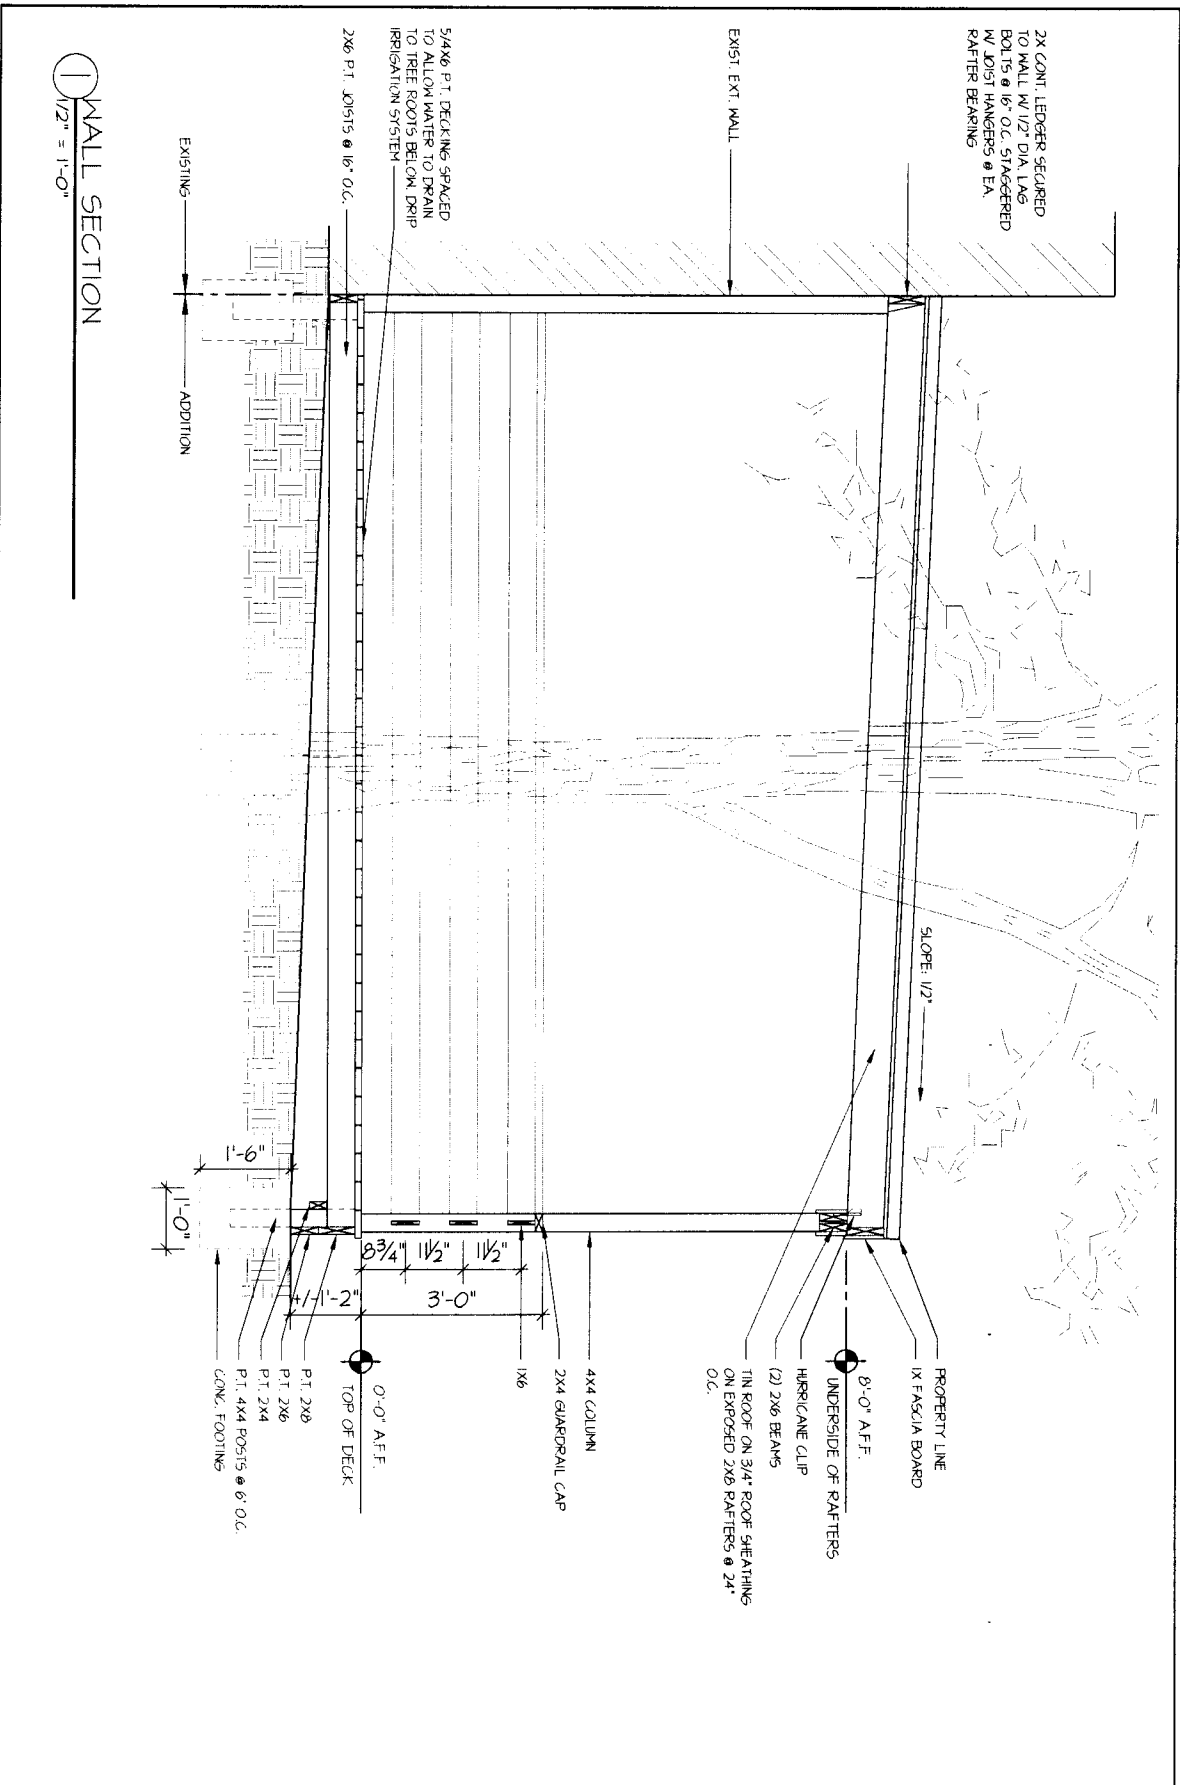 2X CONT. LEDGER SECURED
TO WALL W/ 1/2" DIA. LAG
BOLTS @ 16" O.C. STAGGERED
W/ JOIST HANGERS @ EA.
RAFTER BEARING
EXIST. EXT. WALL
5/4X6 P.T. DECKING SPACED
TO ALLOW WATER TO DRAIN
TO TREE ROOTS BELOW. DRIP
IRRIGATION SYSTEM
2X6 P.T. JOISTS @ 16" O.C.
EXISTING
ADDITION
SLOPE: 1/2"
PROPERTY LINE
1X FASCIA BOARD
8'-0" A.F.F.
UNDERSIDE OF RAFTERS
HURRICANE CLIP
(2) 2X6 BEAMS
TIN ROOF ON 3/4" ROOF SHEATHING
ON EXPOSED 2X8 RAFTERS @ 24"
O.C.
4X4 COLUMN
2X4 GUARDRAIL CAP
1X6
11 1/2"
11 1/2"
8 3/4"
3'-0"
+/-1'-2"
0'-0" A.F.F.
TOP OF DECK
P.T. 2X8
P.T. 2X6
P.T. 2X4
P.T. 4X4 POSTS @ 6' O.C.
CONC. FOOTING
1'-6"
1'-0"
1
WALL SECTION
1/2" = 1'-0"